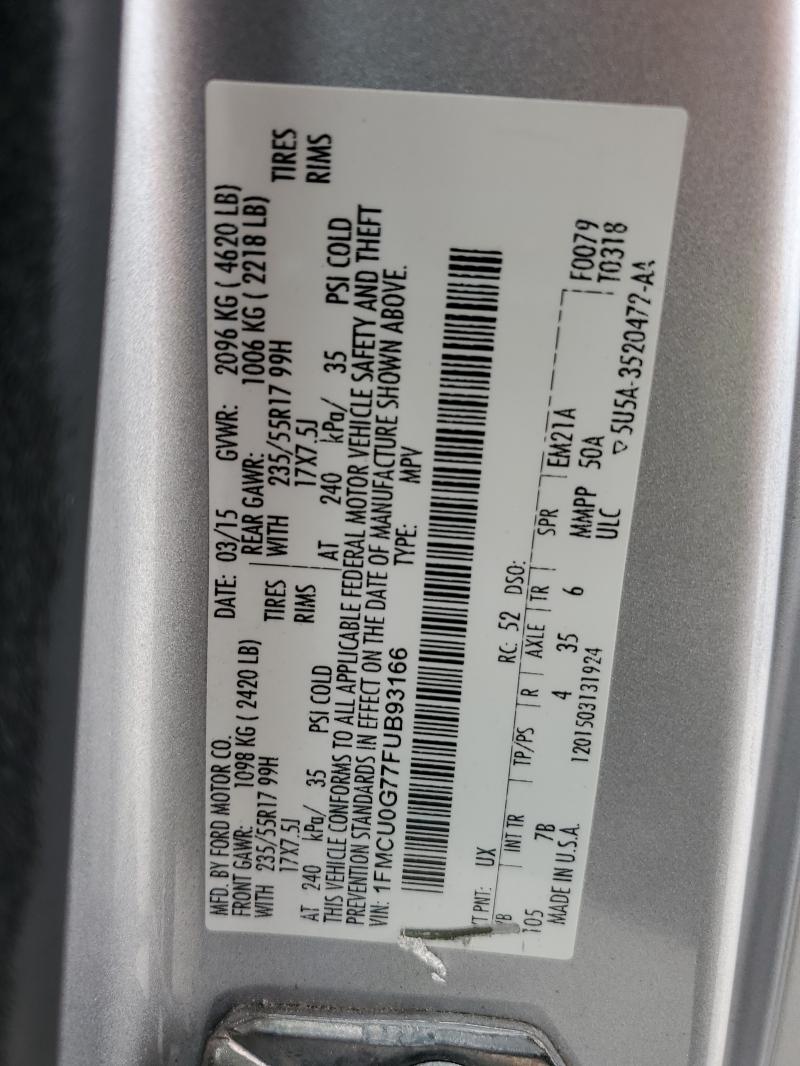 MFD. BY FORD MOTOR CO. DATE: 03/15 GVWR: 2096 KG ( 4620 LB)
FRONT GAWR: 1098 KG ( 2420 LB) REAR GAWR: 1006 KG ( 2218 LB)
WITH 235/55R17 99H TIRES WITH 235/55R17 99H TIRES
17X7.5J RIMS 17X7.5J RIMS
AT 240 kPa/ 35 PSI COLD AT 240 kPa/ 35 PSI COLD
THIS VEHICLE CONFORMS TO ALL APPLICABLE FEDERAL MOTOR VEHICLE SAFETY AND THEFT
PREVENTION STANDARDS IN EFFECT ON THE DATE OF MANUFACTURE SHOWN ABOVE.
VIN: 1FMCU0G77FUB93166 TYPE: MPV
T PNT: UX RC: 52 DSO: F0079
INT TR TP/PS R AXLE TR SPR EM21A T0318
105 7B 4 35 6 MMPP 50A
MADE IN U.S.A. 1201503131924 ULC
5U5A-3520472-AA